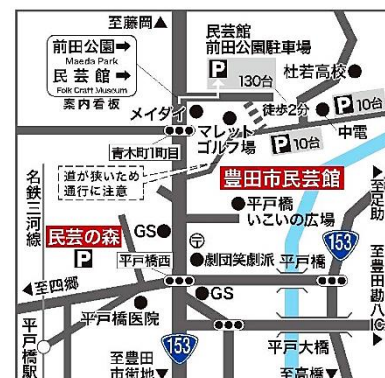 至藤岡▲
前田公園➡
Maeda Park
民芸館➡
Folk Craft Museum
案内看板
民芸館
前田公園駐車場
P
130台
杜若高校
メイダイ
徒歩2分
P 10台
マレット
ゴルフ場
中電
P 10台
青木町1町目
道が狭いため
通行に注意
豊田市民芸館
▶至足助
名鉄三河線
平戸橋
いこいの広場
民芸の森
P
GS
〒
153
平戸橋西
劇団笑劇派
平戸橋
▶至豊田勘八IC
◀至四郷
GS
平戸橋医院
153
平戸大橋
平戸橋駅
至豊田
市街地▼
至高橋▼